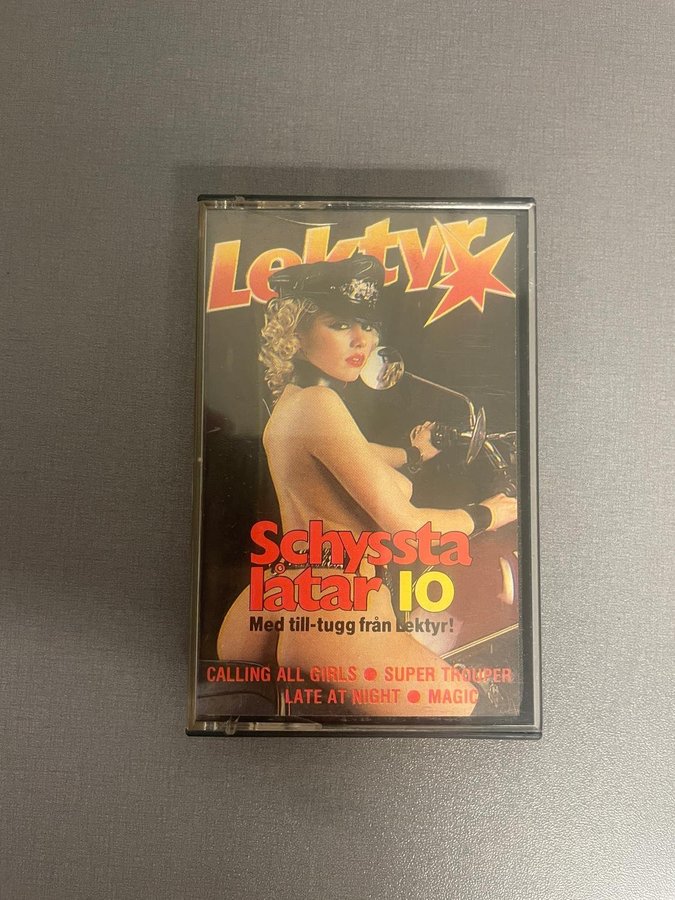 Lektyr
Schyssta
låtar 10
Med till-tugg från Lektyr!
CALLING ALL GIRLS ● SUPER TROUPER
LATE AT NIGHT ● MAGIC